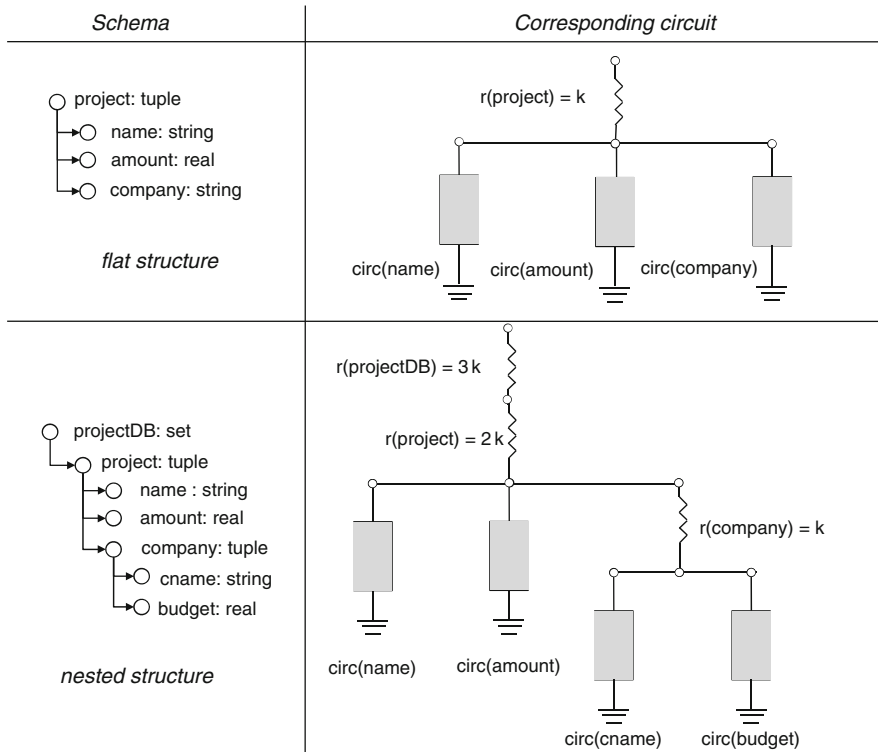 Schema
Corresponding circuit
project: tuple
name: string
amount: real
company: string
flat structure
r(project) = k
circ(name)
circ(amount)
circ(company)
projectDB: set
project: tuple
name : string
amount: real
company: tuple
cname: string
budget: real
nested structure
r(projectDB) = 3 k
r(project) = 2 k
r(company) = k
circ(name)
circ(amount)
circ(cname)
circ(budget)